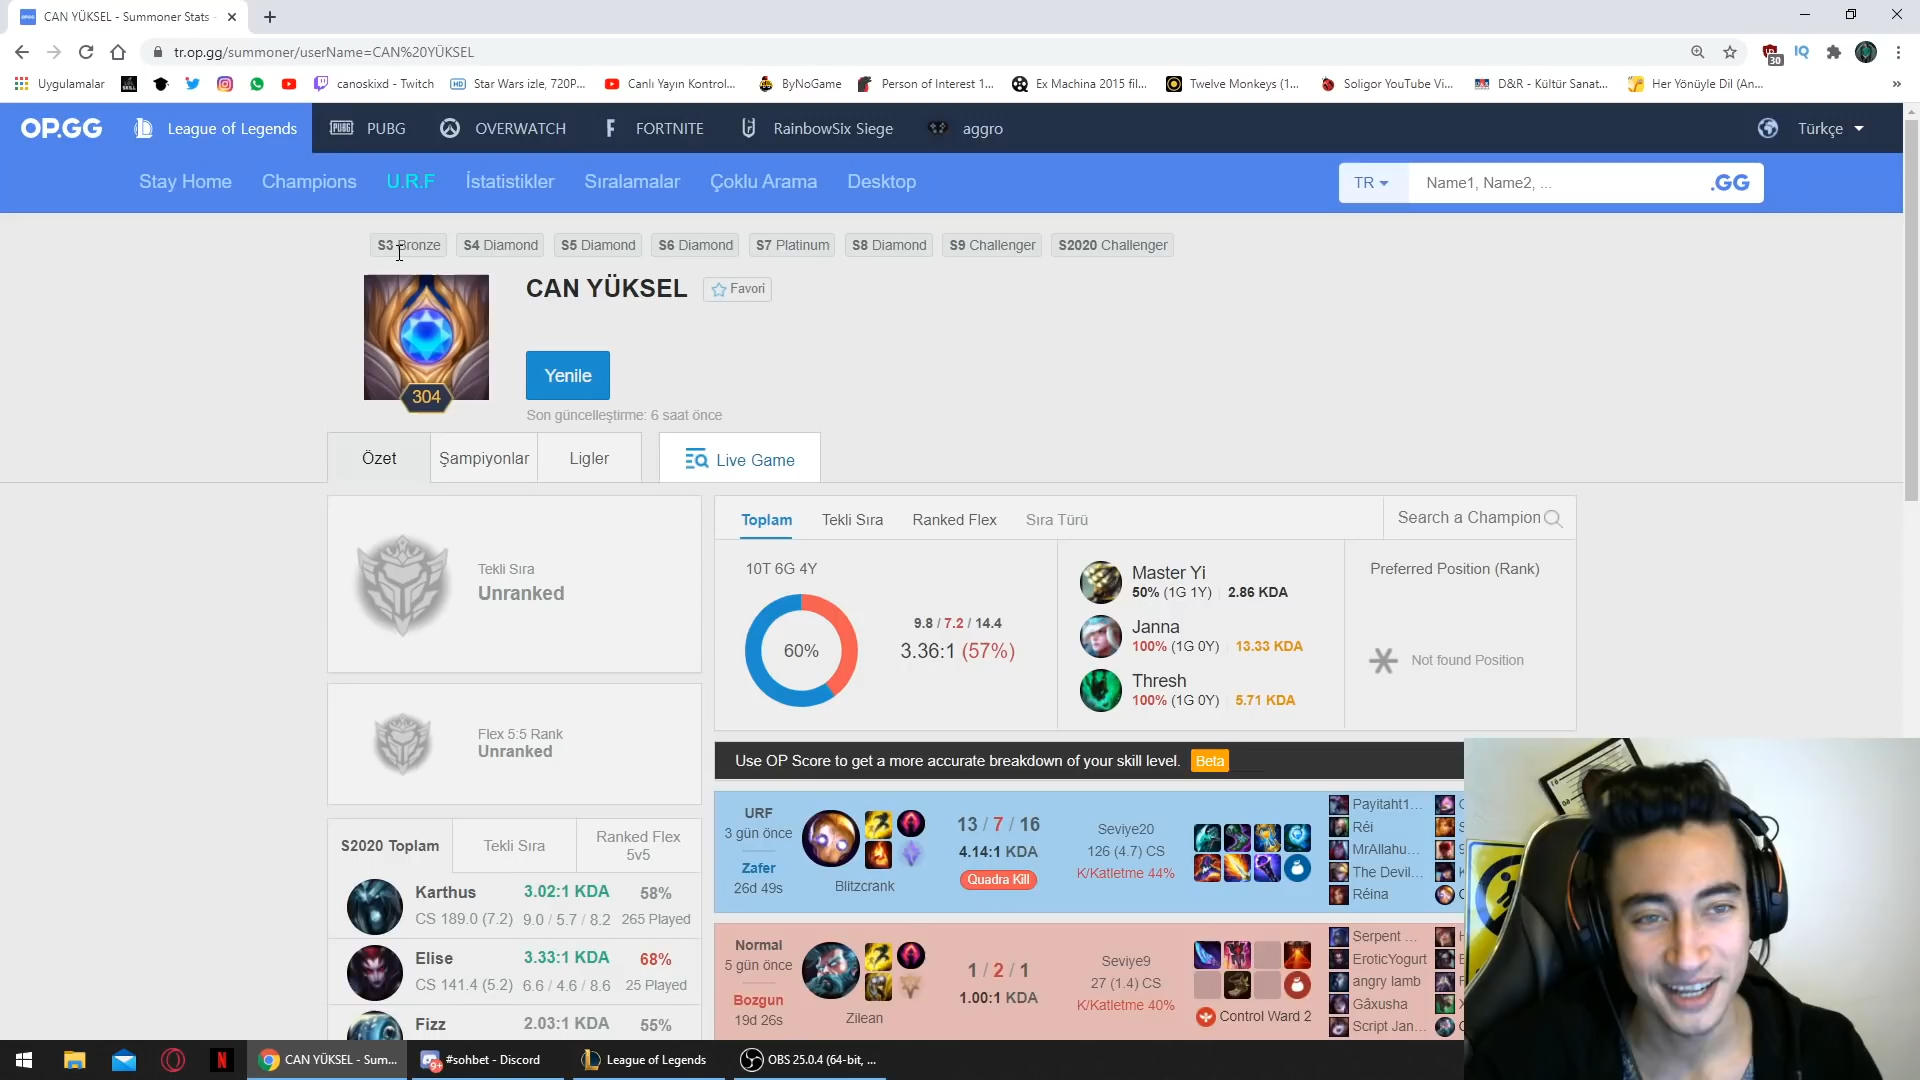 CAN YÜKSEL - Summoner Stats -
tr.op.gg/summoner/userName=CAN%20YÜKSEL
30
Uygulamalar
canoskixd - Twitch
Star Wars izle, 720P...
Canlı Yayın Kontrol...
ByNoGame
Person of Interest 1...
Ex Machina 2015 fil...
Twelve Monkeys (1...
Soligor YouTube Vi...
D&R - Kültür Sanat...
Her Yönüyle Dil (An...
OP.GG
League of Legends
PUBG
OVERWATCH
FORTNITE
RainbowSix Siege
aggro
Türkçe
Stay Home
Champions
U.R.F
İstatistikler
Sıralamalar
Çoklu Arama
Desktop
TR
Name1, Name2, ...
.GG
S3 Bronze
S4 Diamond
S5 Diamond
S6 Diamond
S7 Platinum
S8 Diamond
S9 Challenger
S2020 Challenger
CAN YÜKSEL
Favori
304
Yenile
Son güncelleştirme: 6 saat önce
Özet
Şampiyonlar
Ligler
Live Game
Tekli Sıra
Unranked
Flex 5:5 Rank
Unranked
S2020 Toplam
Tekli Sıra
Ranked Flex
5v5
Karthus
3.02:1 KDA
58%
CS 189.0 (7.2)
9.0 / 5.7 / 8.2
265 Played
Elise
3.33:1 KDA
68%
CS 141.4 (5.2)
6.6 / 4.6 / 8.6
25 Played
Fizz
2.03:1 KDA
55%
Toplam
Tekli Sıra
Ranked Flex
Sıra Türü
Search a Champion
10T 6G 4Y
60%
9.8 / 7.2 / 14.4
3.36:1 (57%)
Master Yi
50% (1G 1Y)
2.86 KDA
Janna
100% (1G 0Y)
13.33 KDA
Thresh
100% (1G 0Y)
5.71 KDA
Preferred Position (Rank)
Not found Position
Use OP Score to get a more accurate breakdown of your skill level.
Beta
URF
3 gün önce
Zafer
26d 49s
Blitzcrank
13 / 7 / 16
4.14:1 KDA
Quadra Kill
Seviye20
126 (4.7) CS
K/Katletme 44%
Payitaht1...
Réi
MrAllahu...
The Devil...
Réina
Normal
5 gün önce
Bozgun
19d 26s
Zilean
1 / 2 / 1
1.00:1 KDA
Seviye9
27 (1.4) CS
K/Katletme 40%
Control Ward 2
Serpent ...
EroticYogurt
angry lamb
Gâxusha
Script Jan...
CAN YÜKSEL - Sum...
9+
#sohbet - Discord
League of Legends
OBS 25.0.4 (64-bit, ...